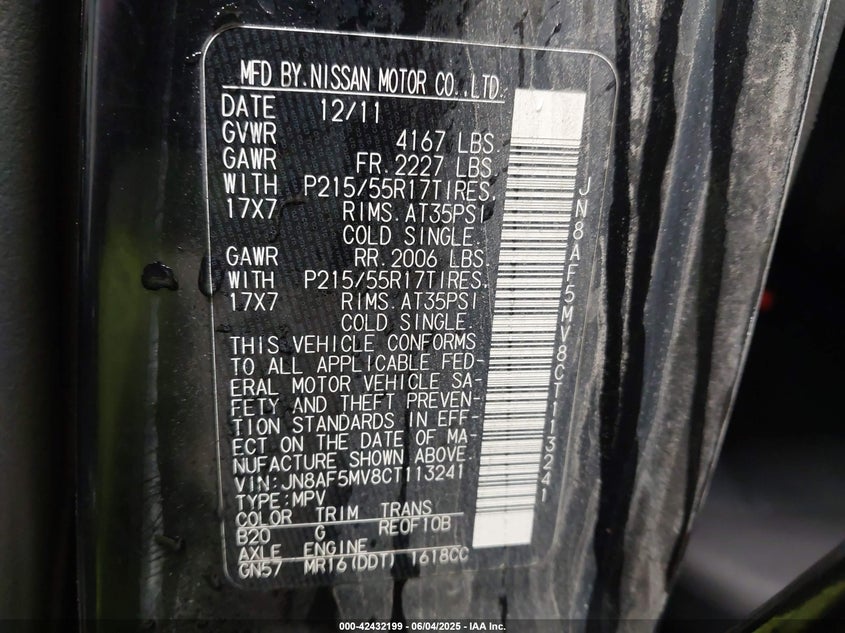 MFD BY.NISSAN MOTOR CO.,LTD.
DATE 12/11
GVWR 4167 LBS.
GAWR FR.2227 LBS.
WITH P215/55R17TIRES,
17X7 RIMS.AT35PSI
COLD SINGLE.
GAWR RR.2006 LBS.
WITH P215/55R17TIRES,
17X7 RIMS.AT35PSI
COLD SINGLE.
THIS VEHICLE CONFORMS
TO ALL APPLICABLE FED-
ERAL MOTOR VEHICLE SA-
FETY AND THEFT PREVEN-
TION STANDARDS IN EFF-
ECT ON THE DATE OF MA-
NUFACTURE SHOWN ABOVE.
VIN:JN8AF5MV8CT113241
TYPE:MPV
COLOR TRIM TRANS
B20 G RE0F10B
AXLE ENGINE
GN57 MR16(DDT) 1618CC
JN8AF5MV8CT113241
000-42432199 - 06/04/2025 - IAA Inc.